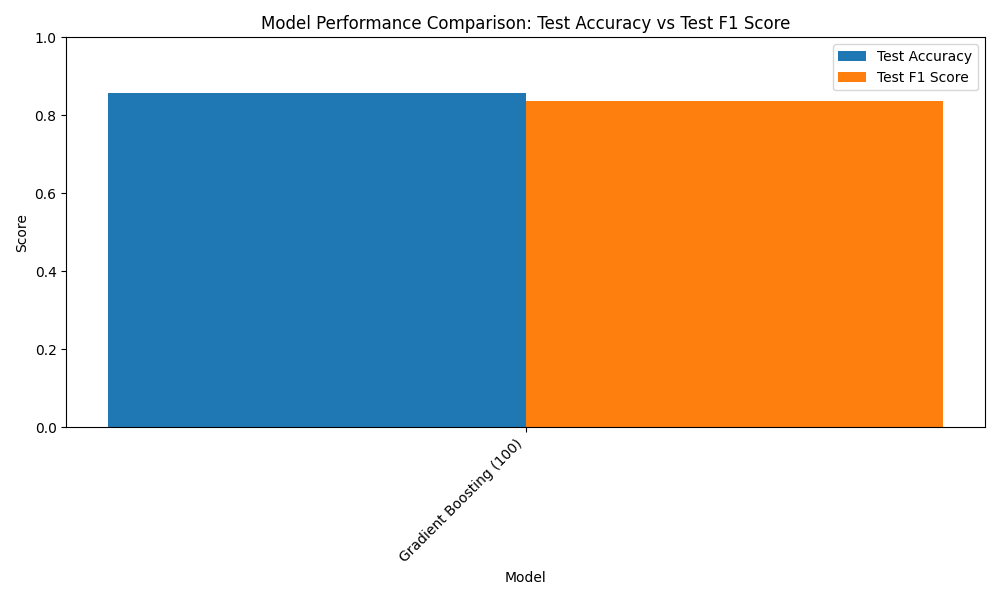 Model Performance Comparison: Test Accuracy vs Test F1 Score
Test Accuracy
Test F1 Score
Score
1.0
0.8
0.6
0.4
0.2
0.0
Gradient Boosting (100)
Model